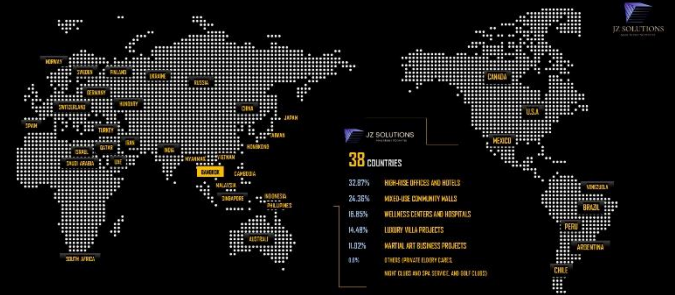 JZ SOLUTIONS
NORWAY
SWEDEN
FINLAND
UKRAINE
RUSSIA
GERMANY
SWITZERLAND
HUNGARY
SPAIN
TURKEY
ISRAEL
QATAR
IRAN
SAUDI ARABIA
UAE
INDIA
CHINA
JAPAN
TAIWAN
HONGKONG
MYANMAR
VIETNAM
BANGKOK
CAMBODIA
MALAYSIA
SINGAPORE
INDONESIA
PHILIPPINES
AUSTRALI
SOUTH AFRICA
CANADA
U.S.A
MEXICO
VENEZUELA
BRAZIL
PERU
ARGENTINA
CHILE
JZ SOLUTIONS
38 COUNTRIES
32.87% HIGH-RISE OFFICES AND HOTELS
24.36% MIXED-USE COMMUNITY MALLS
16.85% WELLNESS CENTERS AND HOSPITALS
14.48% LUXURY VILLA PROJECTS
11.02% MARTIAL ART BUSINESS PROJECTS
OTHERS (PRIVATE ELDERY CARES,
NIGHT CLUBS AND SPA SERVICE, AND GOLF CLUBS)